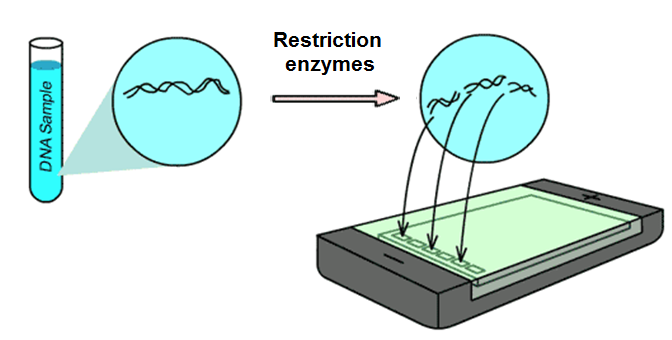 DNA Sample
Restriction
enzymes
+
−